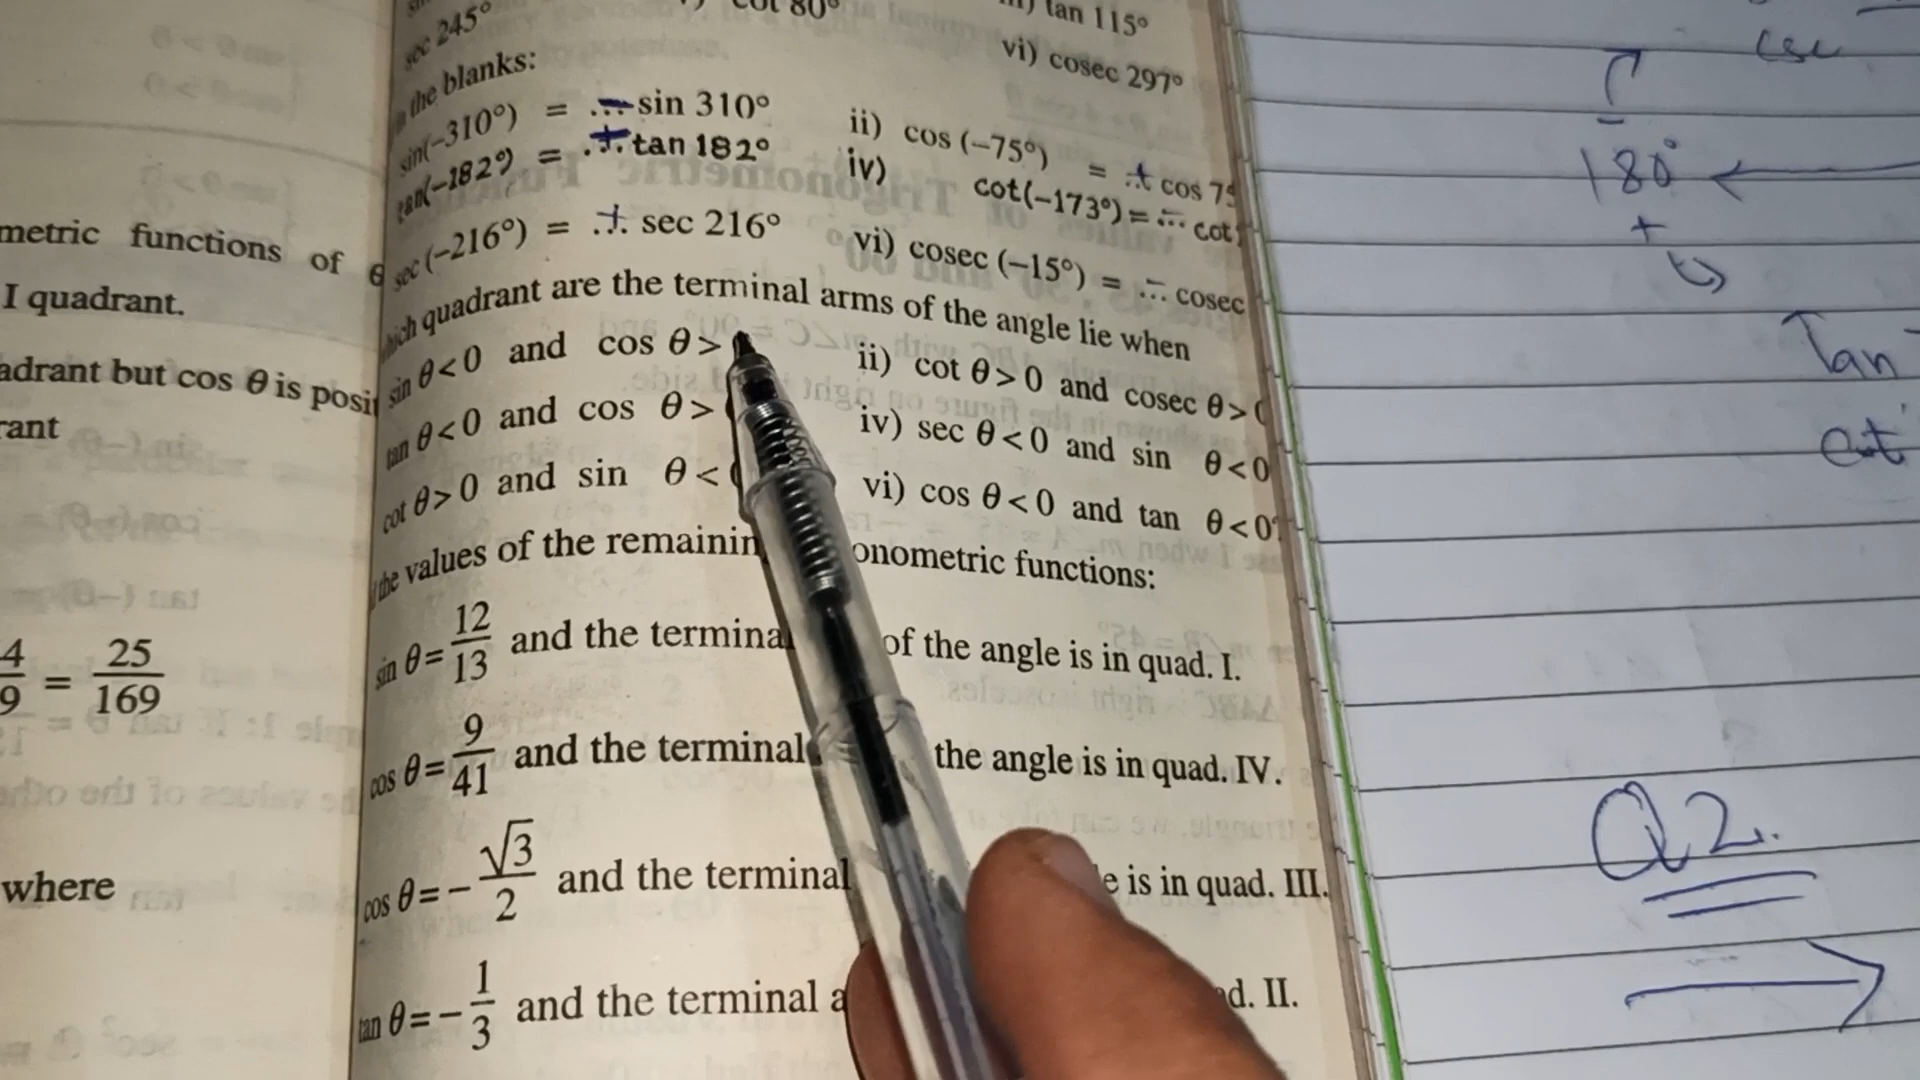 metric functions of θ
I quadrant.
adrant but cos θ is posit
rant
4/9 = 25/169
where
sec 245°
cot 80°
tan 115°
vi) cosec 297°
the blanks:
sin(−310°) = ...− sin 310°
ii) cos (−75°) = ..+ cos 75
tan(−182°) = .+. tan 182°
iv) cot(−173°) = ...− cot
sec (−216°) = .+. sec 216°
vi) cosec (−15°) = ...− cosec
hich quadrant are the terminal arms of the angle lie when
sin θ < 0 and cos θ >
ii) cot θ > 0 and cosec θ > 0
tan θ < 0 and cos θ >
iv) sec θ < 0 and sin θ < 0
cot θ > 0 and sin θ <
vi) cos θ < 0 and tan θ < 0?
the values of the remainin onometric functions:
sin θ = 12/13 and the terminal of the angle is in quad. I.
cos θ = 9/41 and the terminal the angle is in quad. IV.
cos θ = −√3/2 and the terminal e is in quad. III.
tan θ = −1/3 and the terminal a d. II.
csc
−
180°
+
Tan
Cot
Q2.